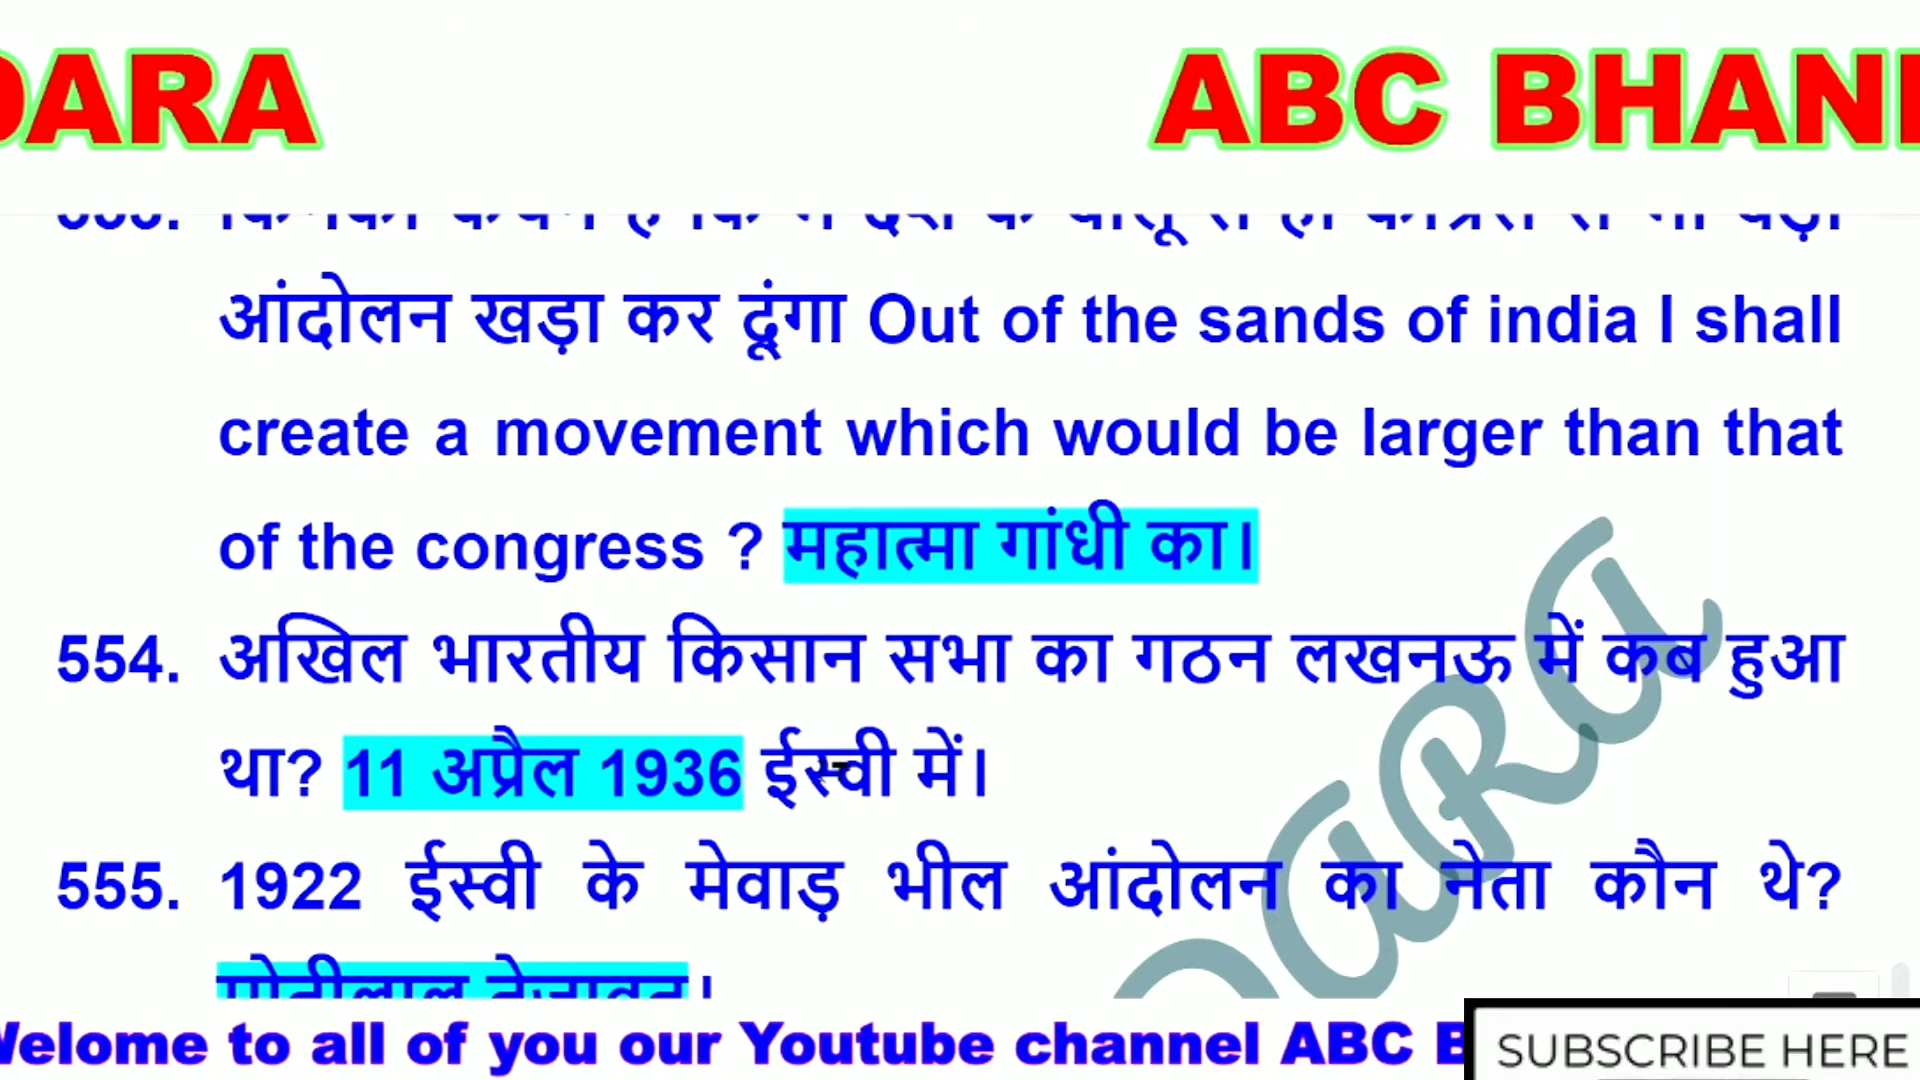 DARA ABC BHAN
आंदोलन खड़ा कर दूंगा Out of the sands of india I shall
create a movement which would be larger than that
of the congress ? महात्मा गांधी का।
554. अखिल भारतीय किसान सभा का गठन लखनऊ में कब हुआ
था? 11 अप्रैल 1936 ईस्वी में।
555. 1922 ईस्वी के मेवाड़ भील आंदोलन का नेता कौन थे?
Welome to all of you our Youtube channel ABC B
SUBSCRIBE HERE